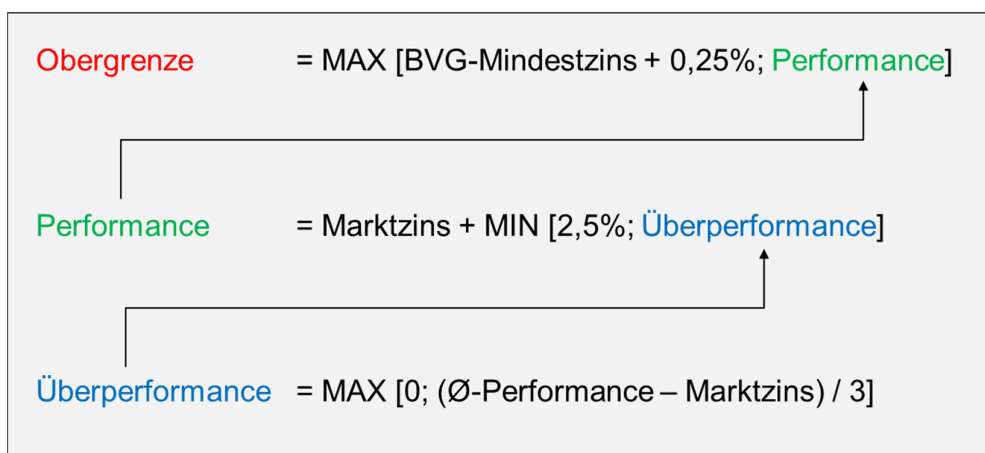 Obergrenze = MAX [BVG-Mindestzins + 0,25%; Performance]
Performance = Marktzins + MIN [2,5%; Überperformance]
Überperformance = MAX [0; (Ø-Performance – Marktzins) / 3]